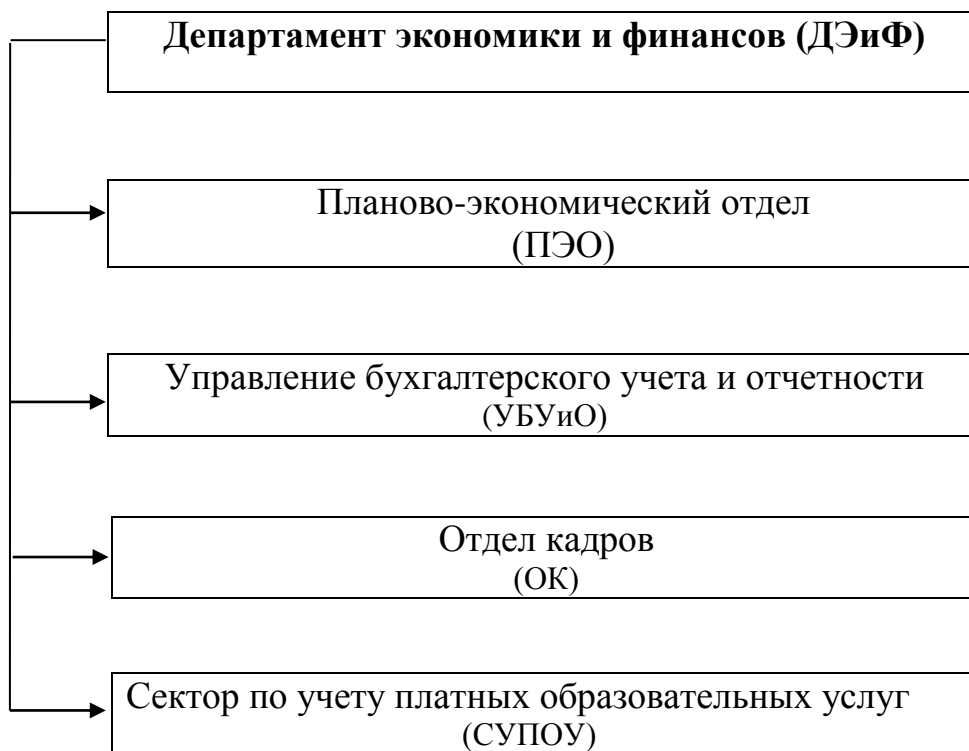 Департамент экономики и финансов (ДЭиФ)
Планово-экономический отдел
(ПЭО)
Управление бухгалтерского учета и отчетности
(УБУиО)
Отдел кадров
(ОК)
Сектор по учету платных образовательных услуг
(СУПОУ)